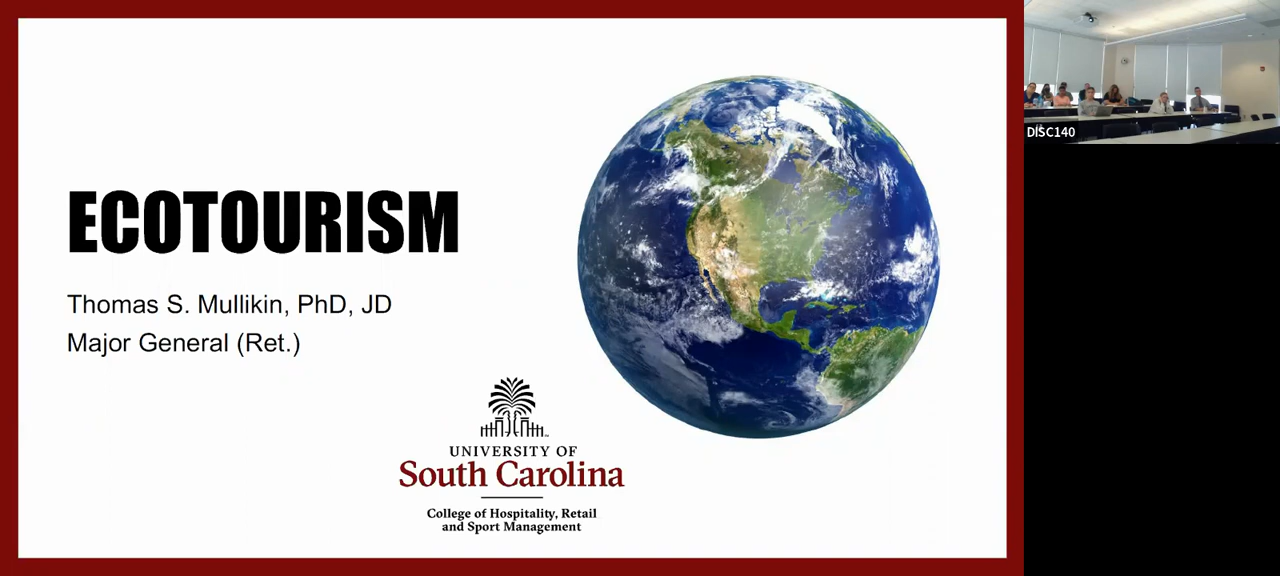 ECOTOURISM
Thomas S. Mullikin, PhD, JD
Major General (Ret.)
UNIVERSITY OF
South Carolina
College of Hospitality, Retail
and Sport Management
DISC140